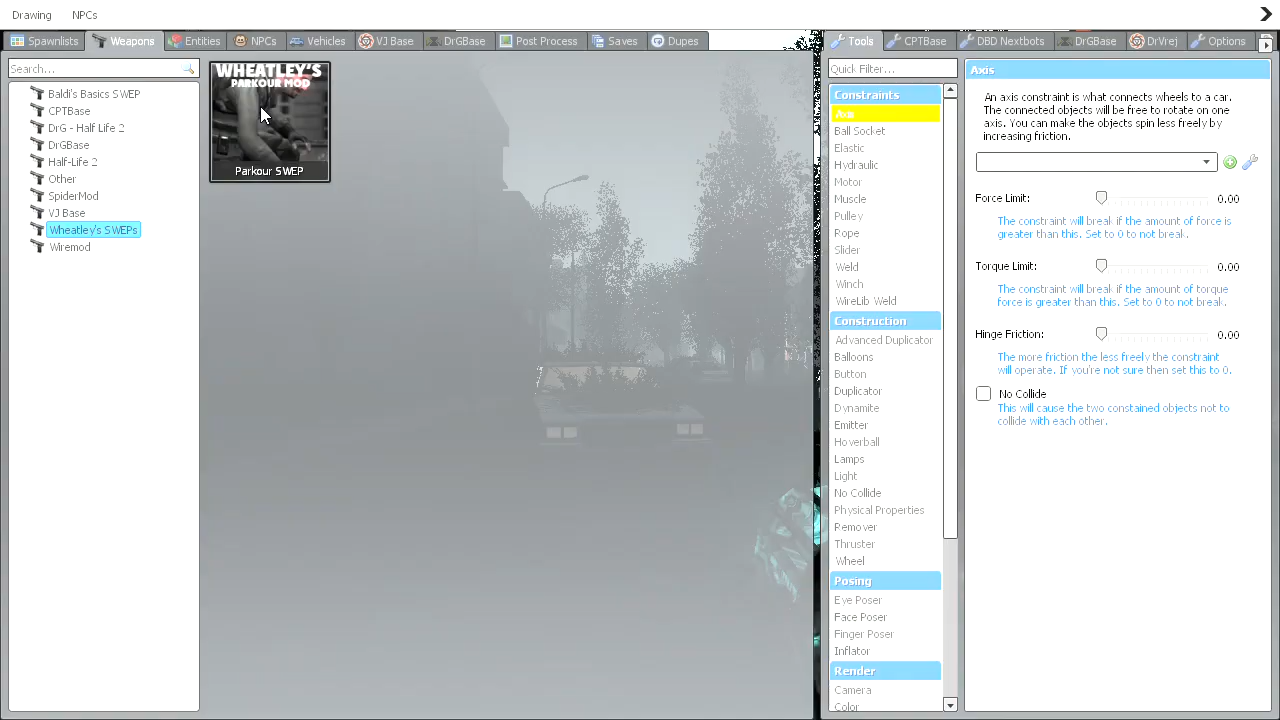 Drawing NPCs
Spawnlists Weapons Entities NPCs Vehicles VJ Base DrGBase Post Process Saves Dupes
Search...
Baldi's Basics SWEP
CPTBase
DrG - Half Life 2
DrGBase
Half-Life 2
Other
SpiderMod
VJ Base
Wheatley's SWEPs
Wiremod
WHEATLEY'S
PARKOUR MOD
Parkour SWEP
Tools CPTBase DBD Nextbots DrGBase DrVrej Options
Quick Filter...
Constraints
Axis
Ball Socket
Elastic
Hydraulic
Motor
Muscle
Pulley
Rope
Slider
Weld
Winch
WireLib Weld
Construction
Advanced Duplicator
Balloons
Button
Duplicator
Dynamite
Emitter
Hoverball
Lamps
Light
No Collide
Physical Properties
Remover
Thruster
Wheel
Posing
Eye Poser
Face Poser
Finger Poser
Inflator
Render
Camera
Color
Axis
An axis constraint is what connects wheels to a car.
The connected objects will be free to rotate on one
axis. You can make the objects spin less freely by
increasing friction.
Force Limit: 0.00
The constraint will break if the amount of force is
greater than this. Set to 0 to not break.
Torque Limit: 0.00
The constraint will break if the amount of torque
force is greater than this. Set to 0 to not break.
Hinge Friction: 0.00
The more friction the less freely the constraint
will operate. If you're not sure then set this to 0.
No Collide
This will cause the two constained objects not to
collide with each other.